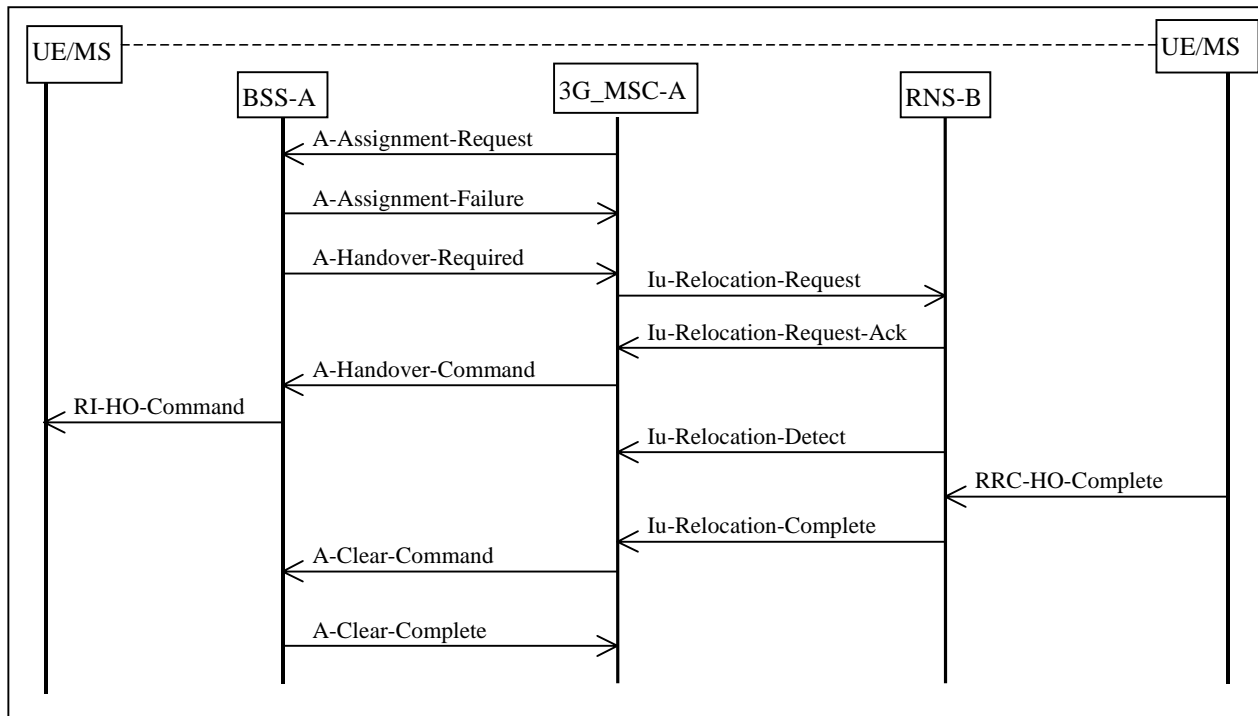 UE/MS
UE/MS
BSS-A
3G_MSC-A
RNS-B
A-Assignment-Request
A-Assignment-Failure
A-Handover-Required
Iu-Relocation-Request
Iu-Relocation-Request-Ack
A-Handover-Command
RI-HO-Command
Iu-Relocation-Detect
RRC-HO-Complete
Iu-Relocation-Complete
A-Clear-Command
A-Clear-Complete